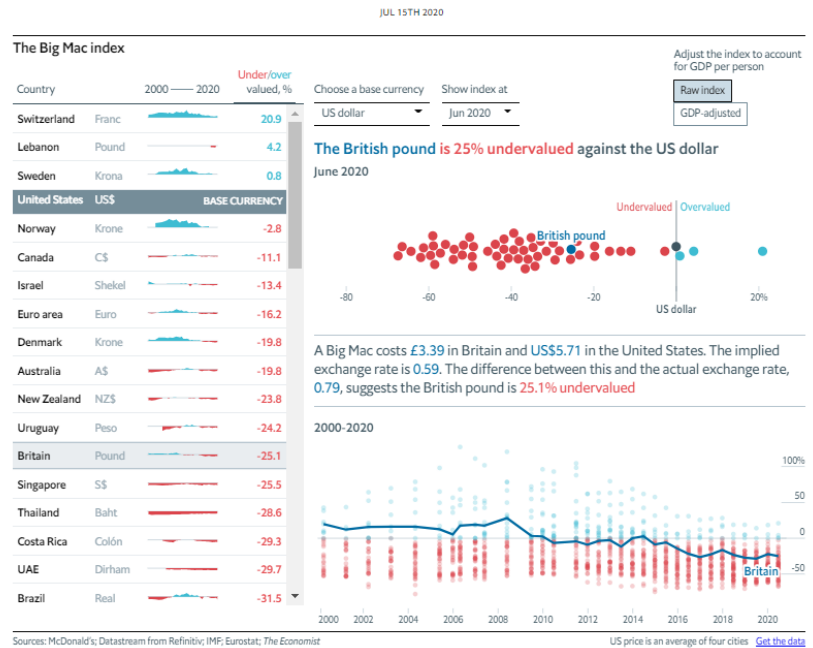 JUL 15TH 2020
The Big Mac index
Country 2000 2020 Under/over valued, %
Switzerland Franc 20.9
Lebanon Pound 4.2
Sweden Krona 0.8
United States US$ BASE CURRENCY
Norway Krone -2.8
Canada C$ -11.1
Israel Shekel -13.4
Euro area Euro -16.2
Denmark Krone -19.8
Australia A$ -19.8
New Zealand NZ$ -23.8
Uruguay Peso -24.2
Britain Pound -25.1
Singapore S$ -25.5
Thailand Baht -28.6
Costa Rica Colón -29.3
UAE Dirham -29.7
Brazil Real -31.5
Adjust the index to account
for GDP per person
Choose a base currency Show index at
US dollar Jun 2020
Raw index
GDP-adjusted
The British pound is 25% undervalued against the US dollar
June 2020
Undervalued Overvalued
British pound
-80 -60 -40 -20 20%
US dollar
A Big Mac costs £3.39 in Britain and US$5.71 in the United States. The implied
exchange rate is 0.59. The difference between this and the actual exchange rate,
0.79, suggests the British pound is 25.1% undervalued
2000-2020
100%
50
0
-50
Britain
2000 2002 2004 2006 2008 2010 2012 2014 2016 2018 2020
Sources: McDonald's; Datastream from Refinitiv; IMF; Eurostat; The Economist
US price is an average of four cities Get the data